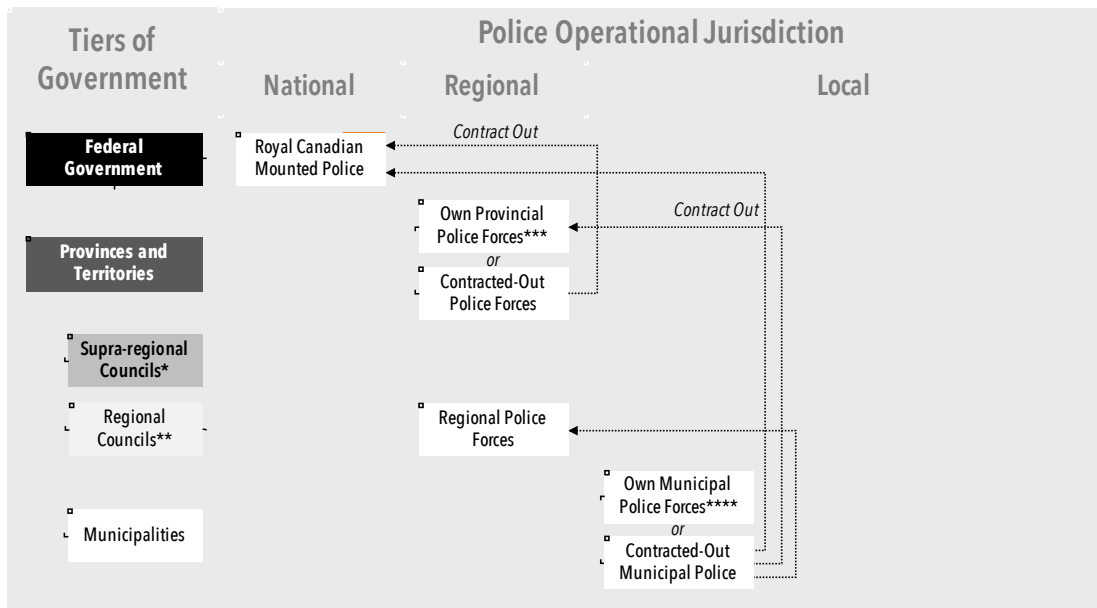 Tiers of
Government
Police Operational Jurisdiction
National
Regional
Local
Federal
Government
Royal Canadian
Mounted Police
Contract Out
Own Provincial
Police Forces***
Contract Out
or
Provinces and
Territories
Contracted-Out
Police Forces
Supra-regional
Councils*
Regional
Councils**
Regional Police
Forces
Own Municipal
Police Forces****
or
Municipalities
Contracted-Out
Municipal Police